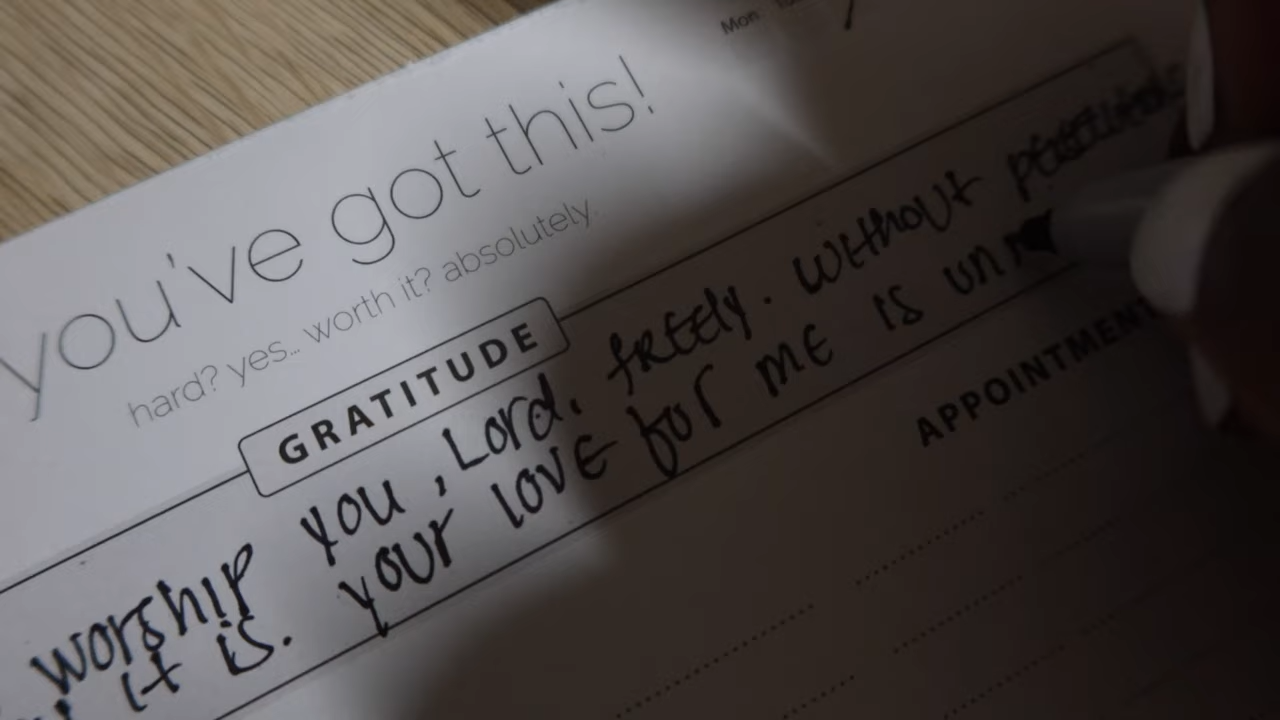 Mon
you've got this!
hard? yes... worth it? absolutely.
GRATITUDE
worship you, Lord. freely. without
it is. your love for me is un
APPOINTMENT